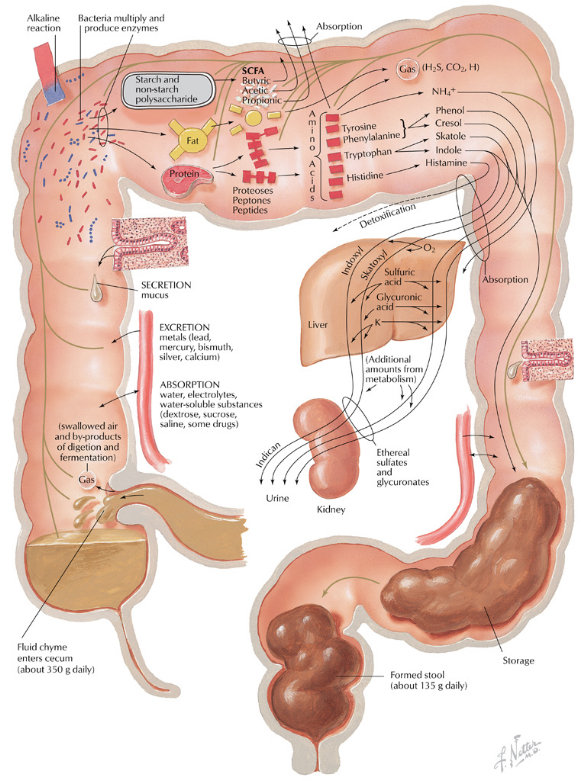 Alkaline
reaction
Bacteria multiply and
produce enzymes
Absorption
Starch and
non-starch
polysaccharide
SCFA
Butyric
Acetic
Propionic
Gas (H₂S, CO₂, H)
NH₄⁺
Fat
Protein
Proteoses
Peptones
Peptides
Amino Acids
Tyrosine
Phenylalanine
Tryptophan
Histidine
Phenol
Cresol
Skatole
Indole
Histamine
Detoxification
Absorption
SECRETION
mucus
Indoxyl
Skatoxyl
O₂
Sulfuric
acid
Glycuronic
acid
K
Liver
EXCRETION
metals (lead,
mercury, bismuth,
silver, calcium)
ABSORPTION
water, electrolytes,
water-soluble substances
(dextrose, sucrose,
saline, some drugs)
(Additional
amounts from
metabolism)
(swallowed air
and by-products
of digetion and
fermentation)
Gas
Indican
Urine
Kidney
Ethereal
sulfates
and
glycuronates
Fluid chyme
enters cecum
(about 350 g daily)
Storage
Formed stool
(about 135 g daily)
F. Netter
M.D.